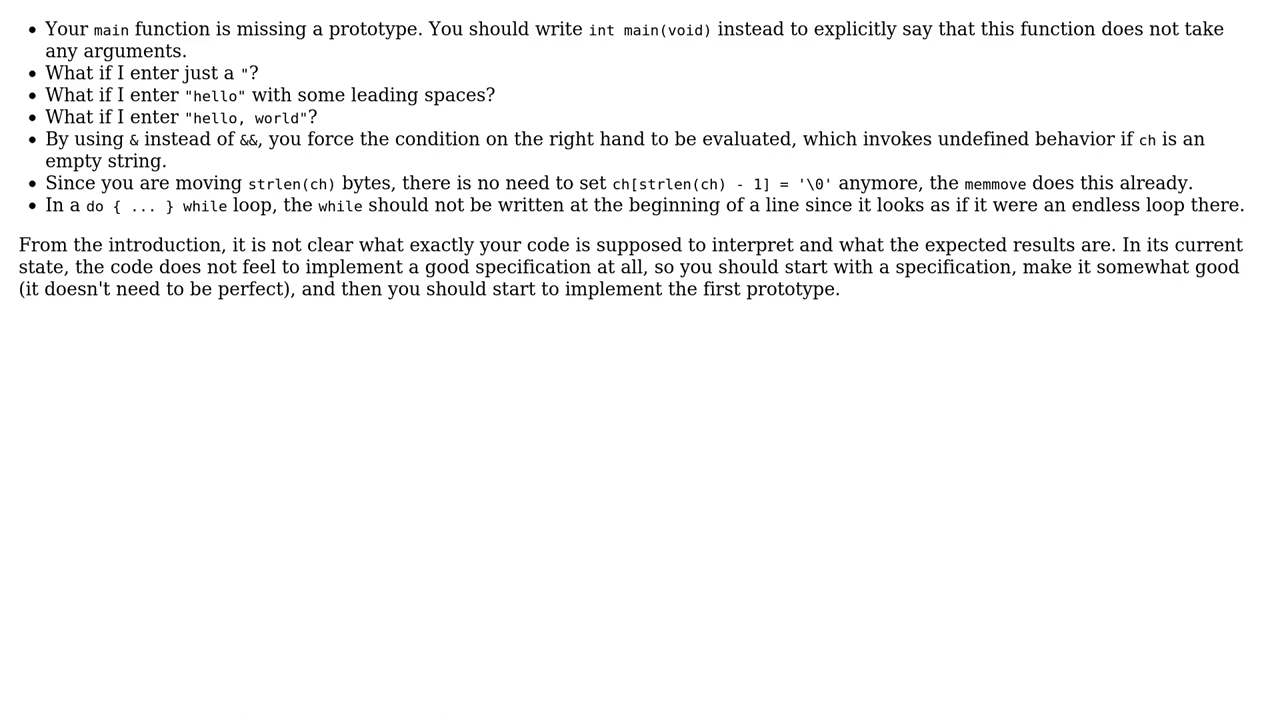 • Your main function is missing a prototype. You should write int main(void) instead to explicitly say that this function does not take
any arguments.
• What if I enter just a "?
• What if I enter "hello" with some leading spaces?
• What if I enter "hello, world"?
• By using & instead of &&, you force the condition on the right hand to be evaluated, which invokes undefined behavior if ch is an
empty string.
• Since you are moving strlen(ch) bytes, there is no need to set ch[strlen(ch) - 1] = '\0' anymore, the memmove does this already.
• In a do { ... } while loop, the while should not be written at the beginning of a line since it looks as if it were an endless loop there.
From the introduction, it is not clear what exactly your code is supposed to interpret and what the expected results are. In its current
state, the code does not feel to implement a good specification at all, so you should start with a specification, make it somewhat good
(it doesn't need to be perfect), and then you should start to implement the first prototype.